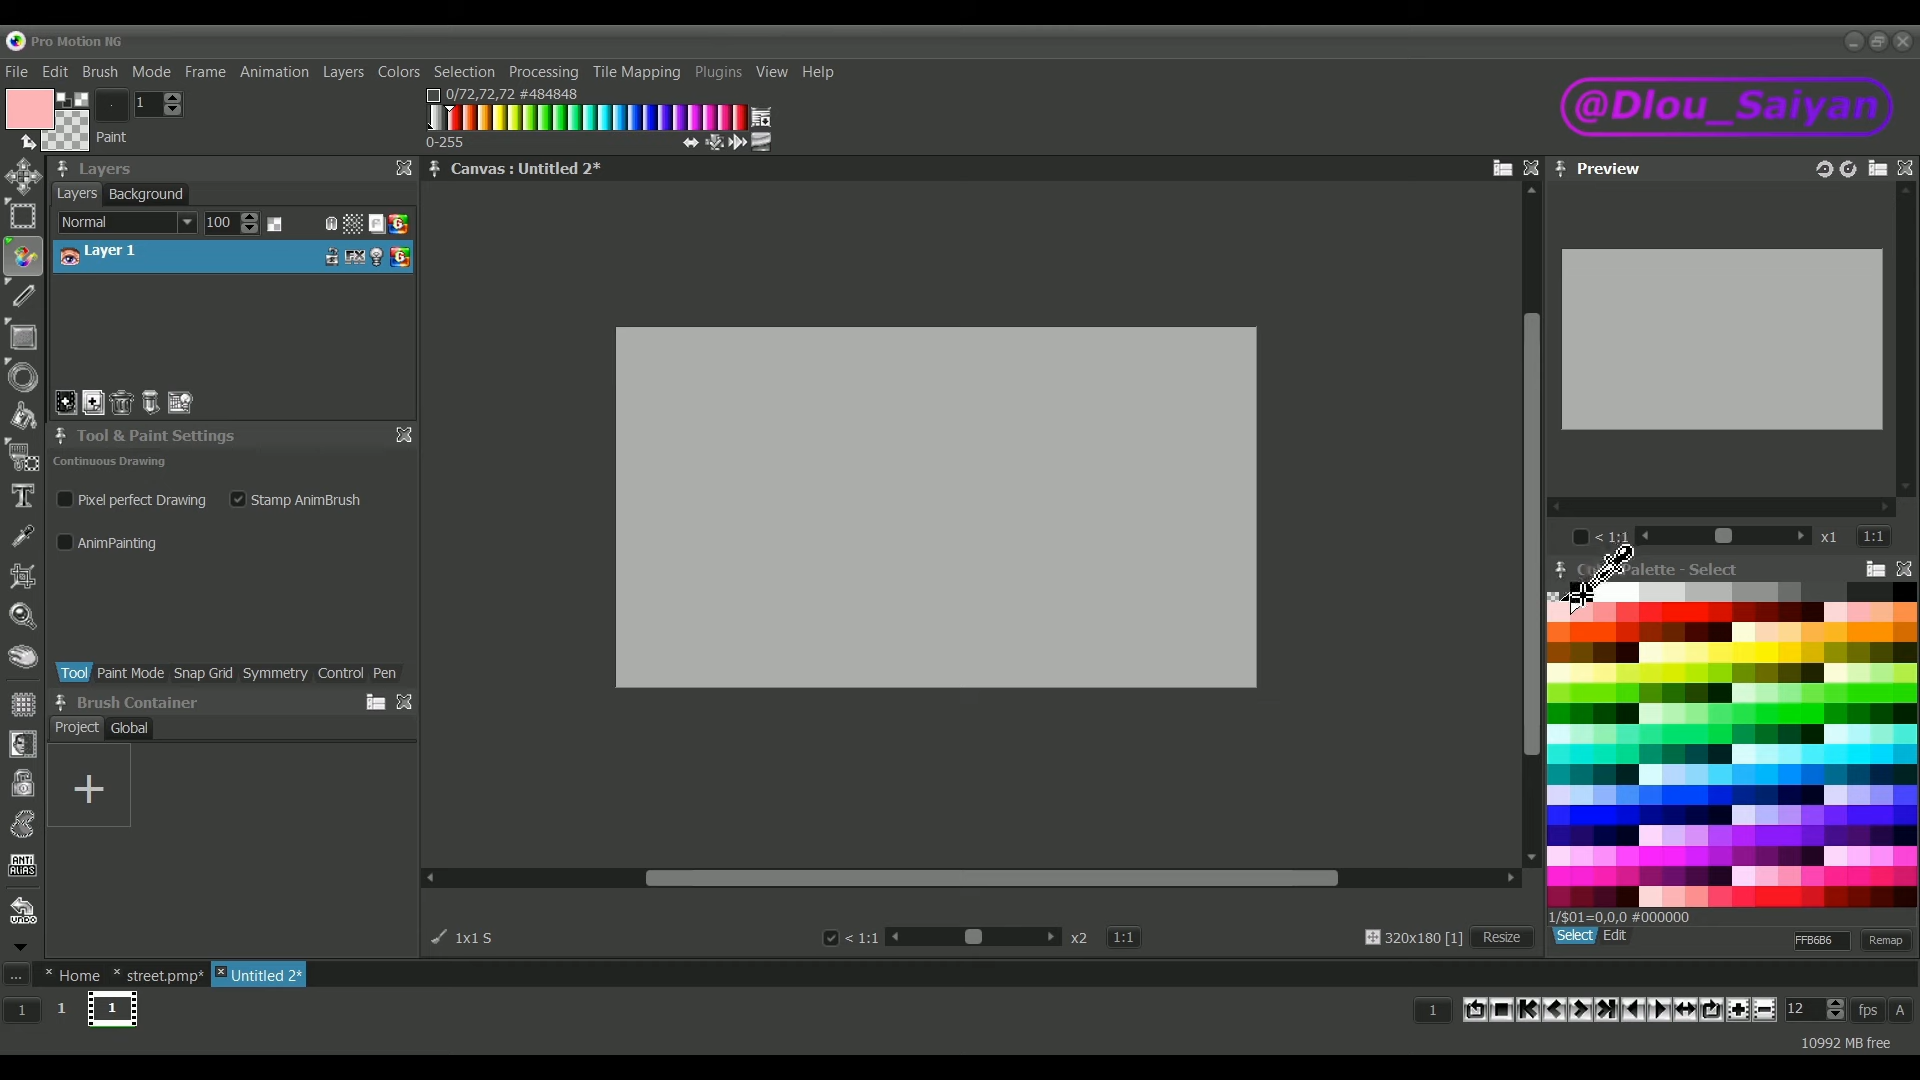 Pro Motion NG
File Edit Brush Mode Frame Animation Layers Colors Selection Processing Tile Mapping Plugins View Help
1
Paint
0/72,72,72 #484848
0-255
@Dlou_Saiyan
Layers
Layers Background
Normal 100
Layer 1
FX
Tool & Paint Settings
Continuous Drawing
Pixel perfect Drawing Stamp AnimBrush
AnimPainting
Tool Paint Mode Snap Grid Symmetry Control Pen
Brush Container
Project Global
ANTI
ALIAS
UNDO
Canvas : Untitled 2*
1x1 S
< 1:1 x2 1:1
320x180 [1] Resize
Preview
< 1:1 x1 1:1
Palette - Select
1/$01=0,0,0 #000000
Select Edit FFB6B6 Remap
... Home street.pmp* Untitled 2*
1 1 1
1 12 fps A
10992 MB free